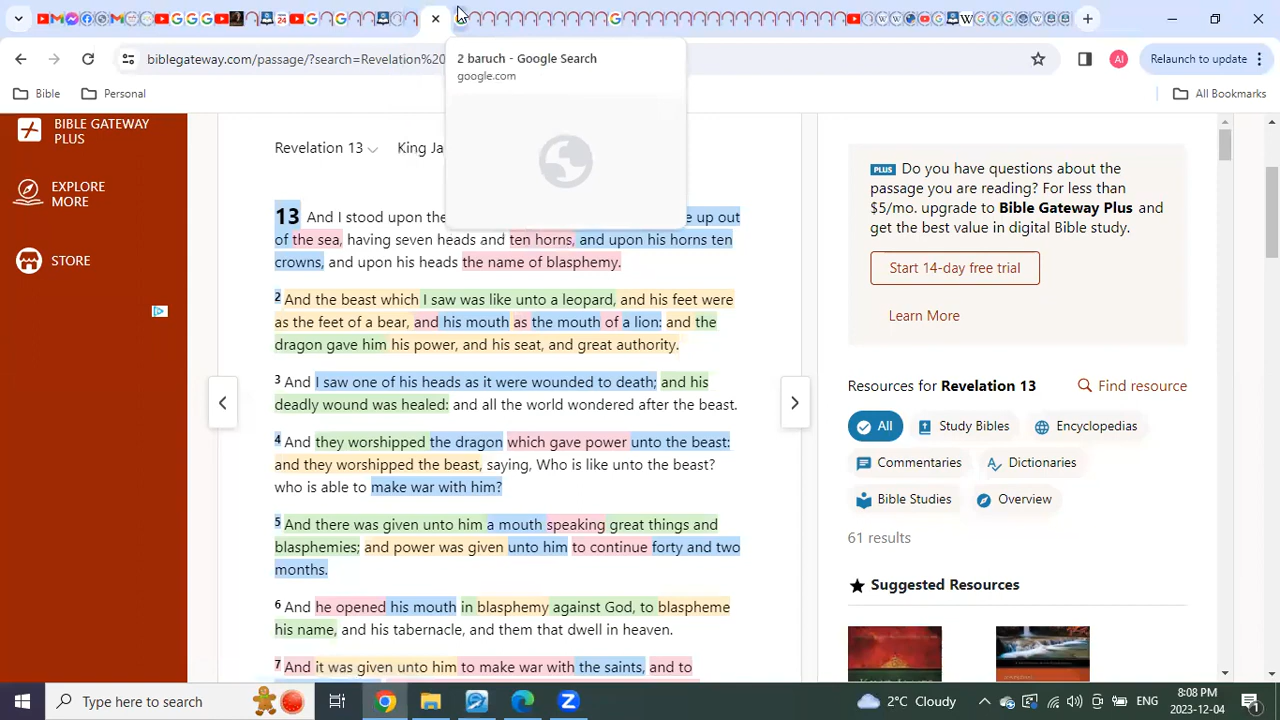 biblegateway.com/passage/?search=Revelation%20
AI
Relaunch to update
Bible
Personal
All Bookmarks
2 baruch - Google Search
google.com
BIBLE GATEWAY
PLUS
EXPLORE
MORE
STORE
Revelation 13
King Ja
13 And I stood upon the
e up out
of the sea, having seven heads and ten horns, and upon his horns ten
crowns, and upon his heads the name of blasphemy.
2 And the beast which I saw was like unto a leopard, and his feet were
as the feet of a bear, and his mouth as the mouth of a lion: and the
dragon gave him his power, and his seat, and great authority.
3 And I saw one of his heads as it were wounded to death; and his
deadly wound was healed: and all the world wondered after the beast.
4 And they worshipped the dragon which gave power unto the beast:
and they worshipped the beast, saying, Who is like unto the beast?
who is able to make war with him?
5 And there was given unto him a mouth speaking great things and
blasphemies; and power was given unto him to continue forty and two
months.
6 And he opened his mouth in blasphemy against God, to blaspheme
his name, and his tabernacle, and them that dwell in heaven.
7 And it was given unto him to make war with the saints, and to
PLUS Do you have questions about the
passage you are reading? For less than
$5/mo. upgrade to Bible Gateway Plus and
get the best value in digital Bible study.
Start 14-day free trial
Learn More
Resources for Revelation 13
Find resource
All
Study Bibles
Encyclopedias
Commentaries
Dictionaries
Bible Studies
Overview
61 results
Suggested Resources
Type here to search
2°C Cloudy
ENG
8:08 PM
2023-12-04
1